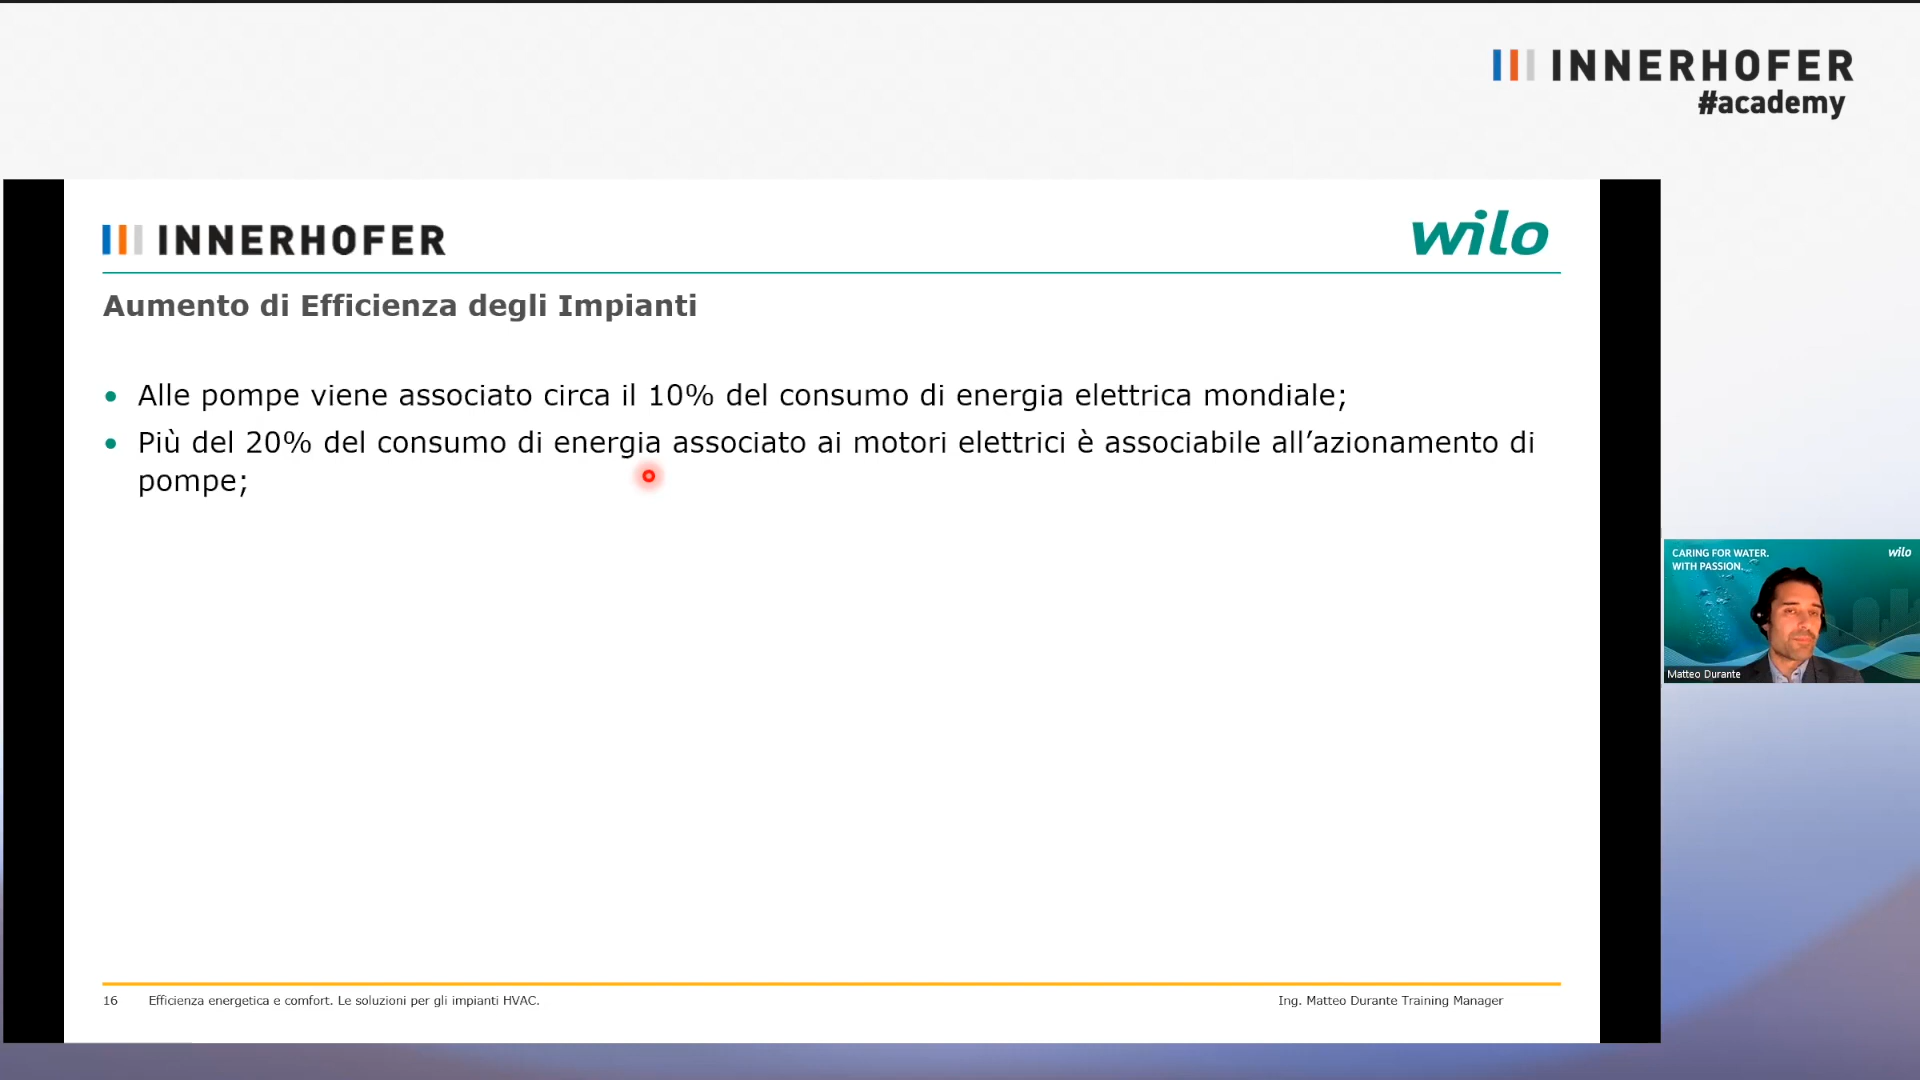 INNERHOFER
#academy
INNERHOFER
wilo
Aumento di Efficienza degli Impianti
• Alle pompe viene associato circa il 10% del consumo di energia elettrica mondiale;
• Più del 20% del consumo di energia associato ai motori elettrici è associabile all’azionamento di
pompe;
CARING FOR WATER.
WITH PASSION.
wilo
Matteo Durante
16
Efficienza energetica e comfort. Le soluzioni per gli impianti HVAC.
Ing. Matteo Durante Training Manager